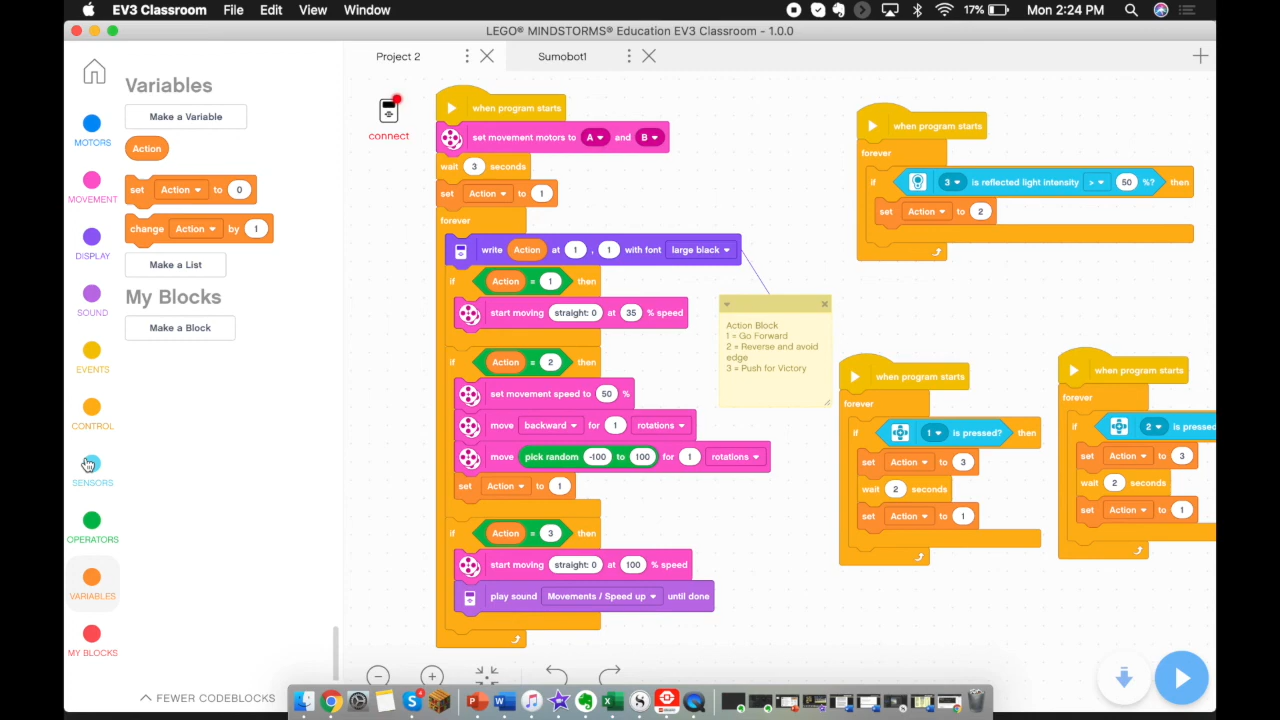 EV3 Classroom File Edit View Window 17% Mon 2:24 PM
LEGO® MINDSTORMS® Education EV3 Classroom - 1.0.0
Project 2 Sumobot1
MOTORS
MOVEMENT
DISPLAY
SOUND
EVENTS
CONTROL
SENSORS
OPERATORS
VARIABLES
MY BLOCKS
Variables
Make a Variable
Action
set Action to 0
change Action by 1
Make a List
My Blocks
Make a Block
FEWER CODEBLOCKS
connect
when program starts
set movement motors to A and B
wait 3 seconds
set Action to 1
forever
write Action at 1 , 1 with font large black
if Action = 1 then
start moving straight: 0 at 35 % speed
if Action = 2 then
set movement speed to 50 %
move backward for 1 rotations
move pick random -100 to 100 for 1 rotations
set Action to 1
if Action = 3 then
start moving straight: 0 at 100 % speed
play sound Movements / Speed up until done
Action Block
1 = Go Forward
2 = Reverse and avoid
edge
3 = Push for Victory
when program starts
forever
if 3 is reflected light intensity > 50 %? then
set Action to 2
when program starts
forever
if 1 is pressed? then
set Action to 3
wait 2 seconds
set Action to 1
when program starts
forever
if 2 is pressed
set Action to 3
wait 2 seconds
set Action to 1